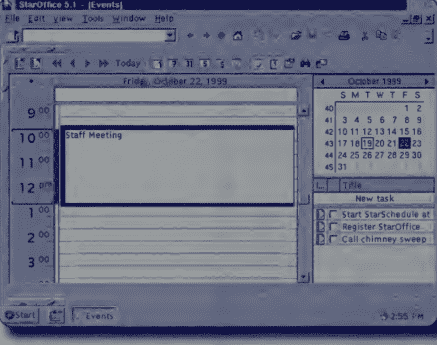 StarOffice 5.1 - [Events]
File Edit View Tools Window Help
Today
Friday, October 22, 1999
October 1999
S M T W T F S
40 1 2
41 3 4 5 6 7 8 9
42 10 11 12 13 14 15 16
43 17 18 19 20 21 22 23
44 24 25 26 27 28 29 30
45 31
9 00
10 00
Staff Meeting
11 00
12 pm
1 00
2 00
3 00
Title
New task
Start StarSchedule at
Register StarOffice
Call chimney sweep
Start
Events
2:55 PM